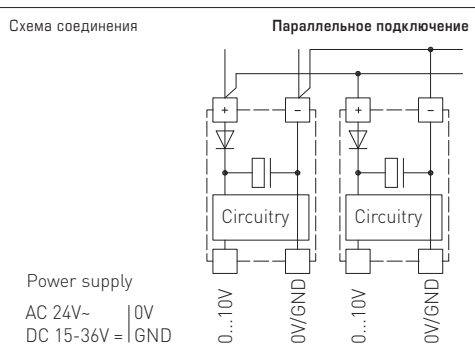 Схема соединения
Параллельное подключение
+ − + −
Circuitry Circuitry
Power supply
AC 24V~ 0V
DC 15-36V = GND
0...10V
0V/GND
0...10V
0V/GND